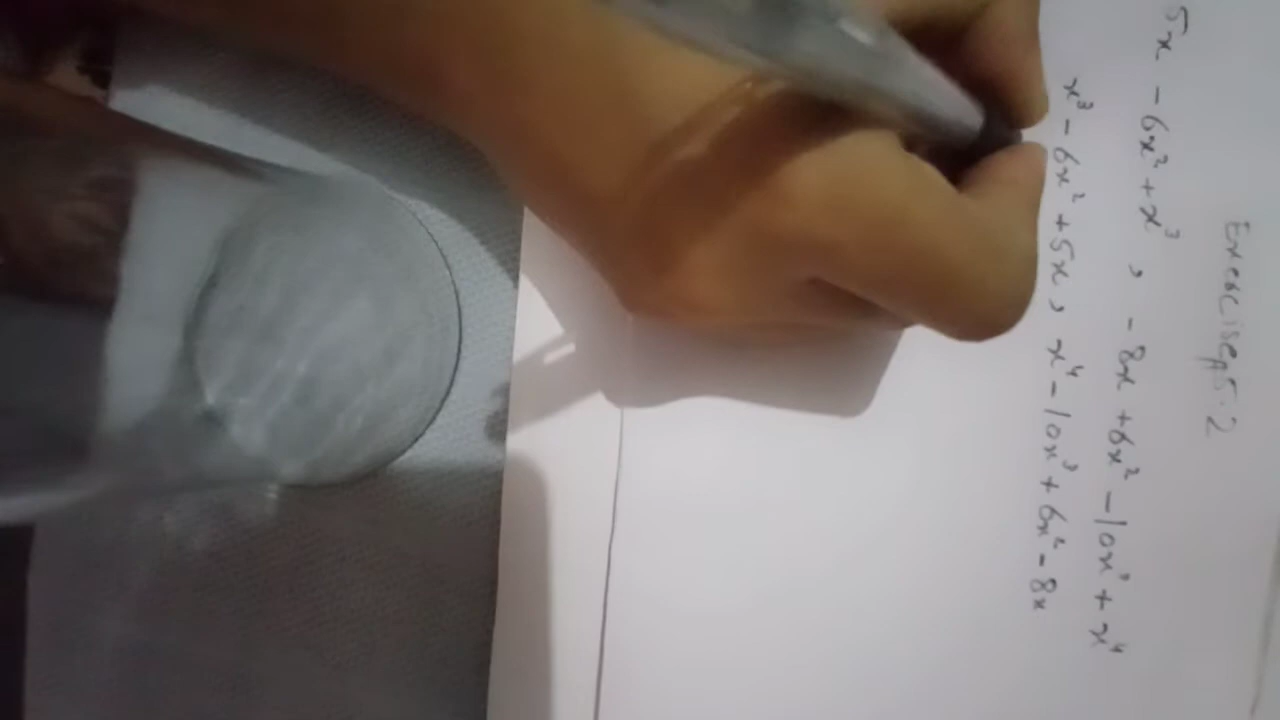 Exercise 5.2
5x - 6x² + x³ , - 8x + 6x² - 10x³ + x⁴
x³ - 6x² + 5x , x⁴ - 10x³ + 6x² - 8x